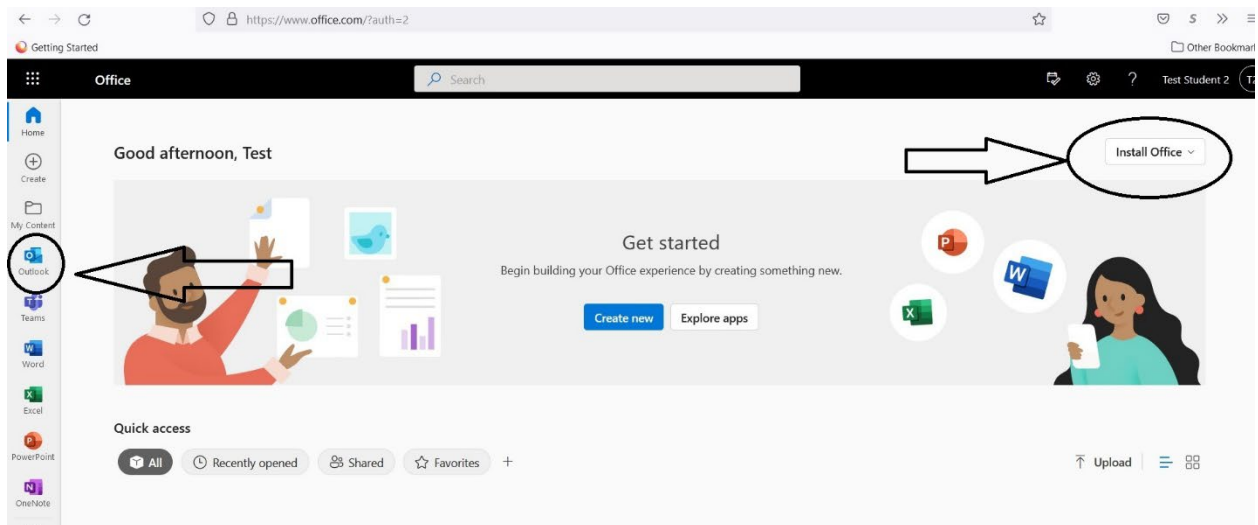 https://www.office.com/?auth=2
S
Getting Started
Other Bookmark
Office
Search
?
Test Student 2
Home
Create
My Content
Outlook
Teams
Word
Excel
PowerPoint
OneNote
Good afternoon, Test
Install Office
Get started
Begin building your Office experience by creating something new.
Create new
Explore apps
P
W
X
Quick access
All
Recently opened
Shared
Favorites
+
Upload